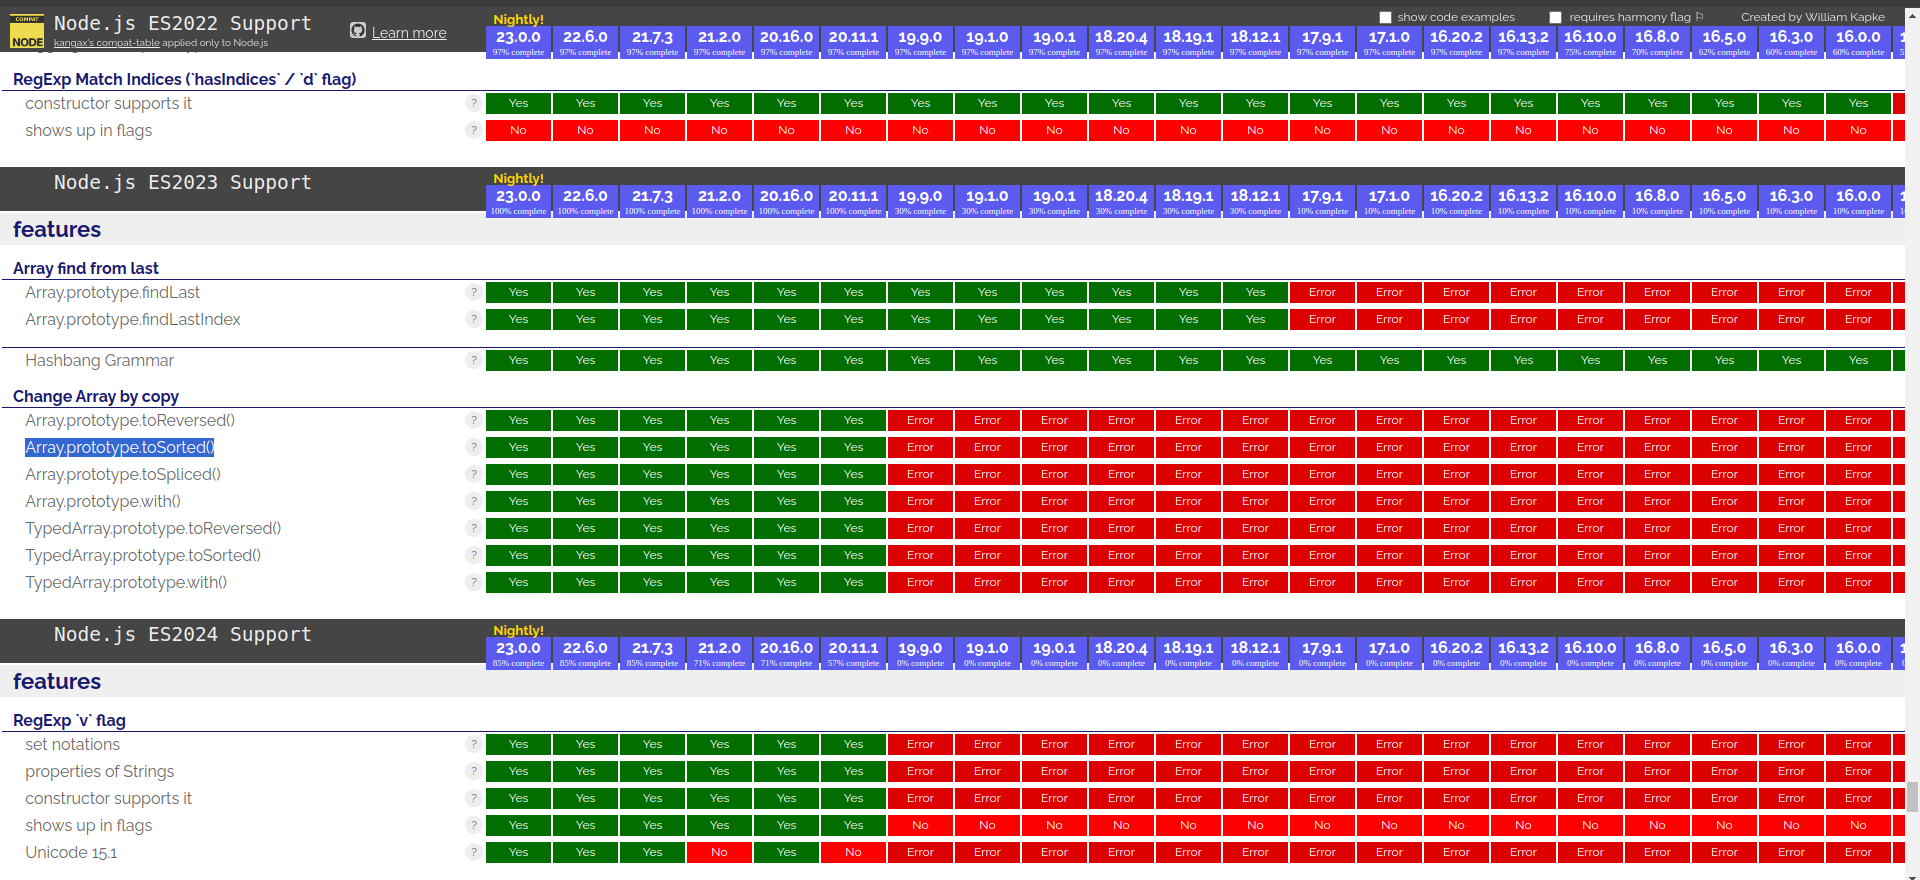 COMPAT
NODE
Node.js ES2022 Support
kangax's compat-table applied only to Node.js
Learn more
show code examples requires harmony flag ⚐ Created by William Kapke
Nightly!
23.0.0 22.6.0 21.7.3 21.2.0 20.16.0 20.11.1 19.9.0 19.1.0 19.0.1 18.20.4 18.19.1 18.12.1 17.9.1 17.1.0 16.20.2 16.13.2 16.10.0 16.8.0 16.5.0 16.3.0 16.0.0
97% complete 97% complete 97% complete 97% complete 97% complete 97% complete 97% complete 97% complete 97% complete 97% complete 97% complete 97% complete 97% complete 97% complete 97% complete 97% complete 75% complete 70% complete 62% complete 60% complete 60% complete
RegExp Match Indices (`hasIndices` / `d` flag)
constructor supports it ? Yes Yes Yes Yes Yes Yes Yes Yes Yes Yes Yes Yes Yes Yes Yes Yes Yes Yes Yes Yes Yes
shows up in flags ? No No No No No No No No No No No No No No No No No No No No No
Node.js ES2023 Support
Nightly!
23.0.0 22.6.0 21.7.3 21.2.0 20.16.0 20.11.1 19.9.0 19.1.0 19.0.1 18.20.4 18.19.1 18.12.1 17.9.1 17.1.0 16.20.2 16.13.2 16.10.0 16.8.0 16.5.0 16.3.0 16.0.0
100% complete 100% complete 100% complete 100% complete 100% complete 100% complete 30% complete 30% complete 30% complete 30% complete 30% complete 30% complete 10% complete 10% complete 10% complete 10% complete 10% complete 10% complete 10% complete 10% complete 10% complete
features
Array find from last
Array.prototype.findLast ? Yes Yes Yes Yes Yes Yes Yes Yes Yes Yes Yes Yes Error Error Error Error Error Error Error Error Error
Array.prototype.findLastIndex ? Yes Yes Yes Yes Yes Yes Yes Yes Yes Yes Yes Yes Error Error Error Error Error Error Error Error Error
Hashbang Grammar ? Yes Yes Yes Yes Yes Yes Yes Yes Yes Yes Yes Yes Yes Yes Yes Yes Yes Yes Yes Yes Yes
Change Array by copy
Array.prototype.toReversed() ? Yes Yes Yes Yes Yes Yes Error Error Error Error Error Error Error Error Error Error Error Error Error Error Error
Array.prototype.toSorted() ? Yes Yes Yes Yes Yes Yes Error Error Error Error Error Error Error Error Error Error Error Error Error Error Error
Array.prototype.toSpliced() ? Yes Yes Yes Yes Yes Yes Error Error Error Error Error Error Error Error Error Error Error Error Error Error Error
Array.prototype.with() ? Yes Yes Yes Yes Yes Yes Error Error Error Error Error Error Error Error Error Error Error Error Error Error Error
TypedArray.prototype.toReversed() ? Yes Yes Yes Yes Yes Yes Error Error Error Error Error Error Error Error Error Error Error Error Error Error Error
TypedArray.prototype.toSorted() ? Yes Yes Yes Yes Yes Yes Error Error Error Error Error Error Error Error Error Error Error Error Error Error Error
TypedArray.prototype.with() ? Yes Yes Yes Yes Yes Yes Error Error Error Error Error Error Error Error Error Error Error Error Error Error Error
Node.js ES2024 Support
Nightly!
23.0.0 22.6.0 21.7.3 21.2.0 20.16.0 20.11.1 19.9.0 19.1.0 19.0.1 18.20.4 18.19.1 18.12.1 17.9.1 17.1.0 16.20.2 16.13.2 16.10.0 16.8.0 16.5.0 16.3.0 16.0.0
85% complete 85% complete 85% complete 71% complete 71% complete 57% complete 0% complete 0% complete 0% complete 0% complete 0% complete 0% complete 0% complete 0% complete 0% complete 0% complete 0% complete 0% complete 0% complete 0% complete 0% complete
features
RegExp `v` flag
set notations ? Yes Yes Yes Yes Yes Yes Error Error Error Error Error Error Error Error Error Error Error Error Error Error Error
properties of Strings ? Yes Yes Yes Yes Yes Yes Error Error Error Error Error Error Error Error Error Error Error Error Error Error Error
constructor supports it ? Yes Yes Yes Yes Yes Yes Error Error Error Error Error Error Error Error Error Error Error Error Error Error Error
shows up in flags ? Yes Yes Yes Yes Yes Yes No No No No No No No No No No No No No No No
Unicode 15.1 ? Yes Yes Yes No Yes No Error Error Error Error Error Error Error Error Error Error Error Error Error Error Error